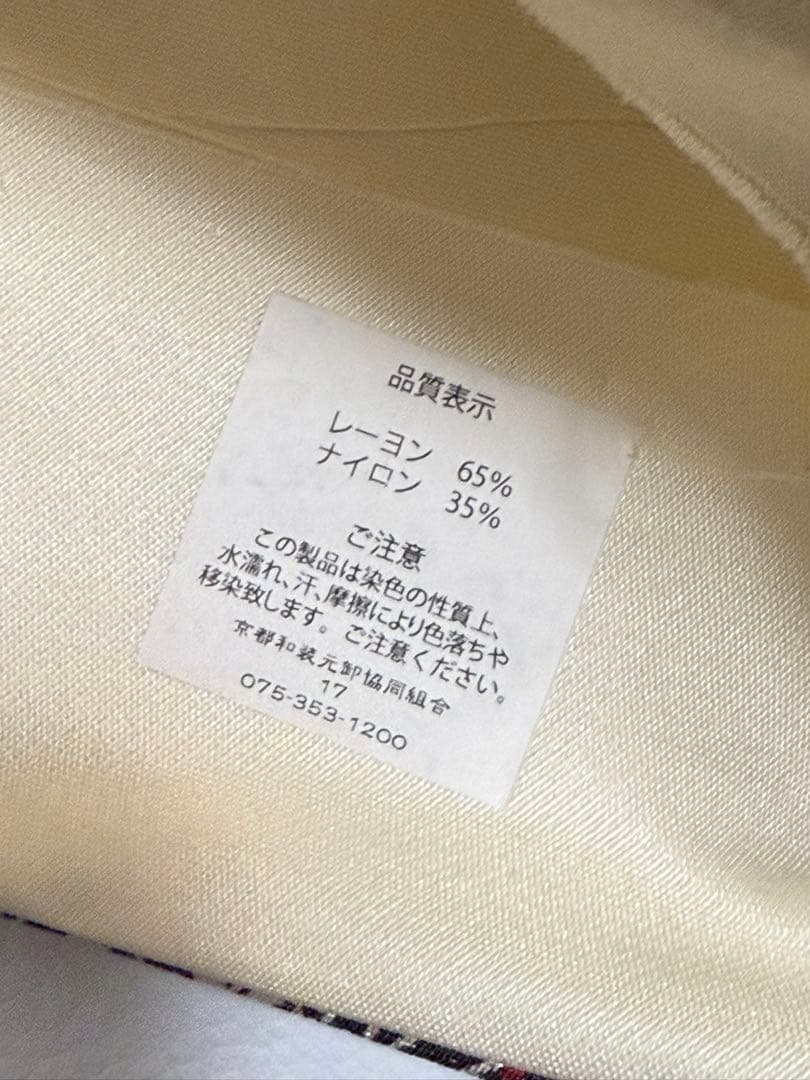 品質表示
レーヨン 65%
ナイロン 35%
ご注意
この製品は染色の性質上、
水濡れ、汗、摩擦により色落ちや
移染致します。ご注意ください。
京都和装元卸協同組合
17
075-353-1200